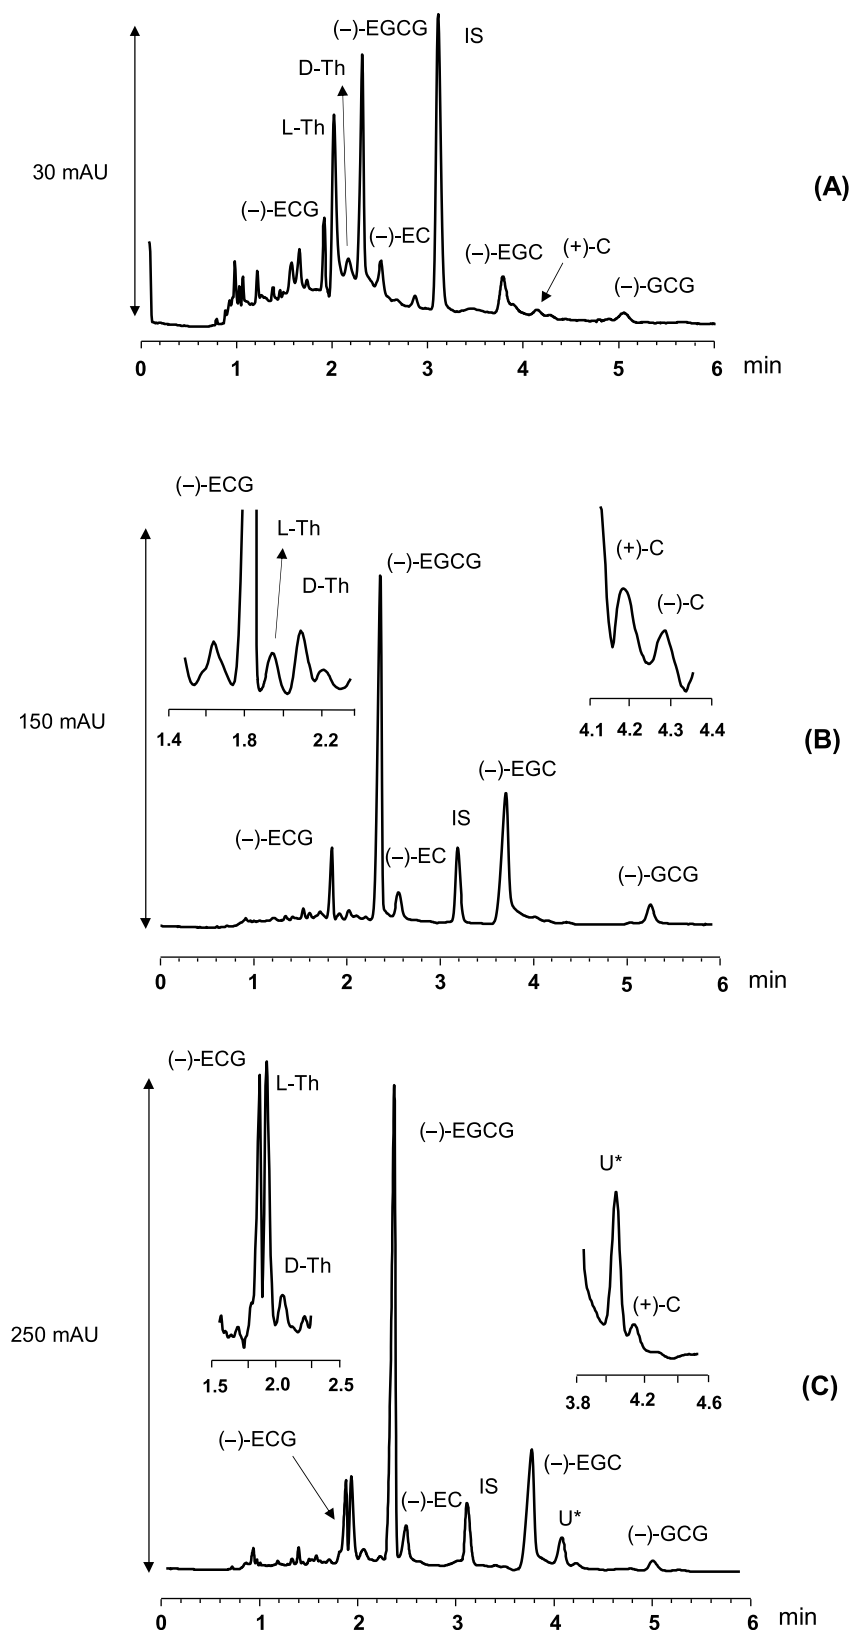 (–)-EGCG
IS
D-Th
L-Th
30 mAU
(A)
(–)-ECG
(–)-EC
(–)-EGC
(+)-C
(–)-GCG
0 1 2 3 4 5 6 min
(–)-ECG
L-Th
(–)-EGCG
(+)-C
D-Th
(–)-C
150 mAU
1.4 1.8 2.2
4.1 4.2 4.3 4.4
(B)
(–)-EGC
IS
(–)-ECG
(–)-EC
(–)-GCG
0 1 2 3 4 5 6 min
(–)-ECG
L-Th
(–)-EGCG
U*
D-Th
(+)-C
250 mAU
1.5 2.0 2.5
3.8 4.2 4.6
(C)
(–)-ECG
(–)-EGC
(–)-EC
IS
U*
(–)-GCG
0 1 2 3 4 5 6 min